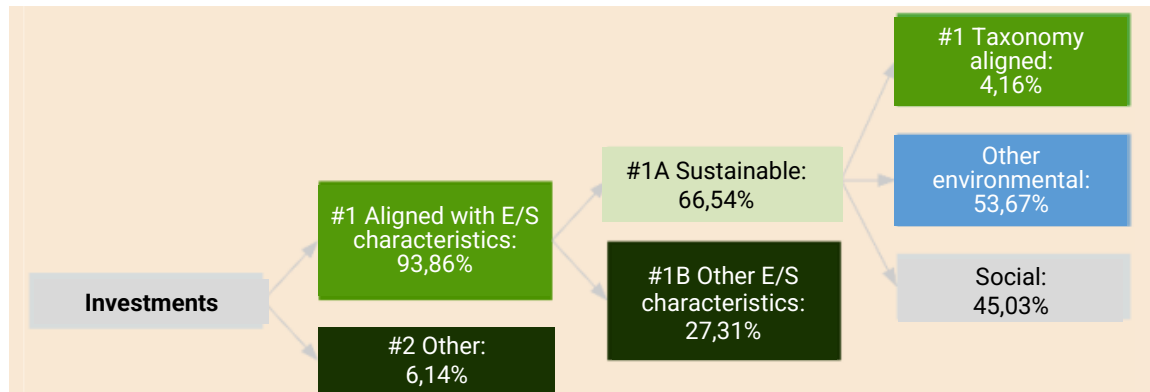 Investments
#1 Aligned with E/S
characteristics:
93,86%
#2 Other:
6,14%
#1A Sustainable:
66,54%
#1B Other E/S
characteristics:
27,31%
#1 Taxonomy
aligned:
4,16%
Other
environmental:
53,67%
Social:
45,03%